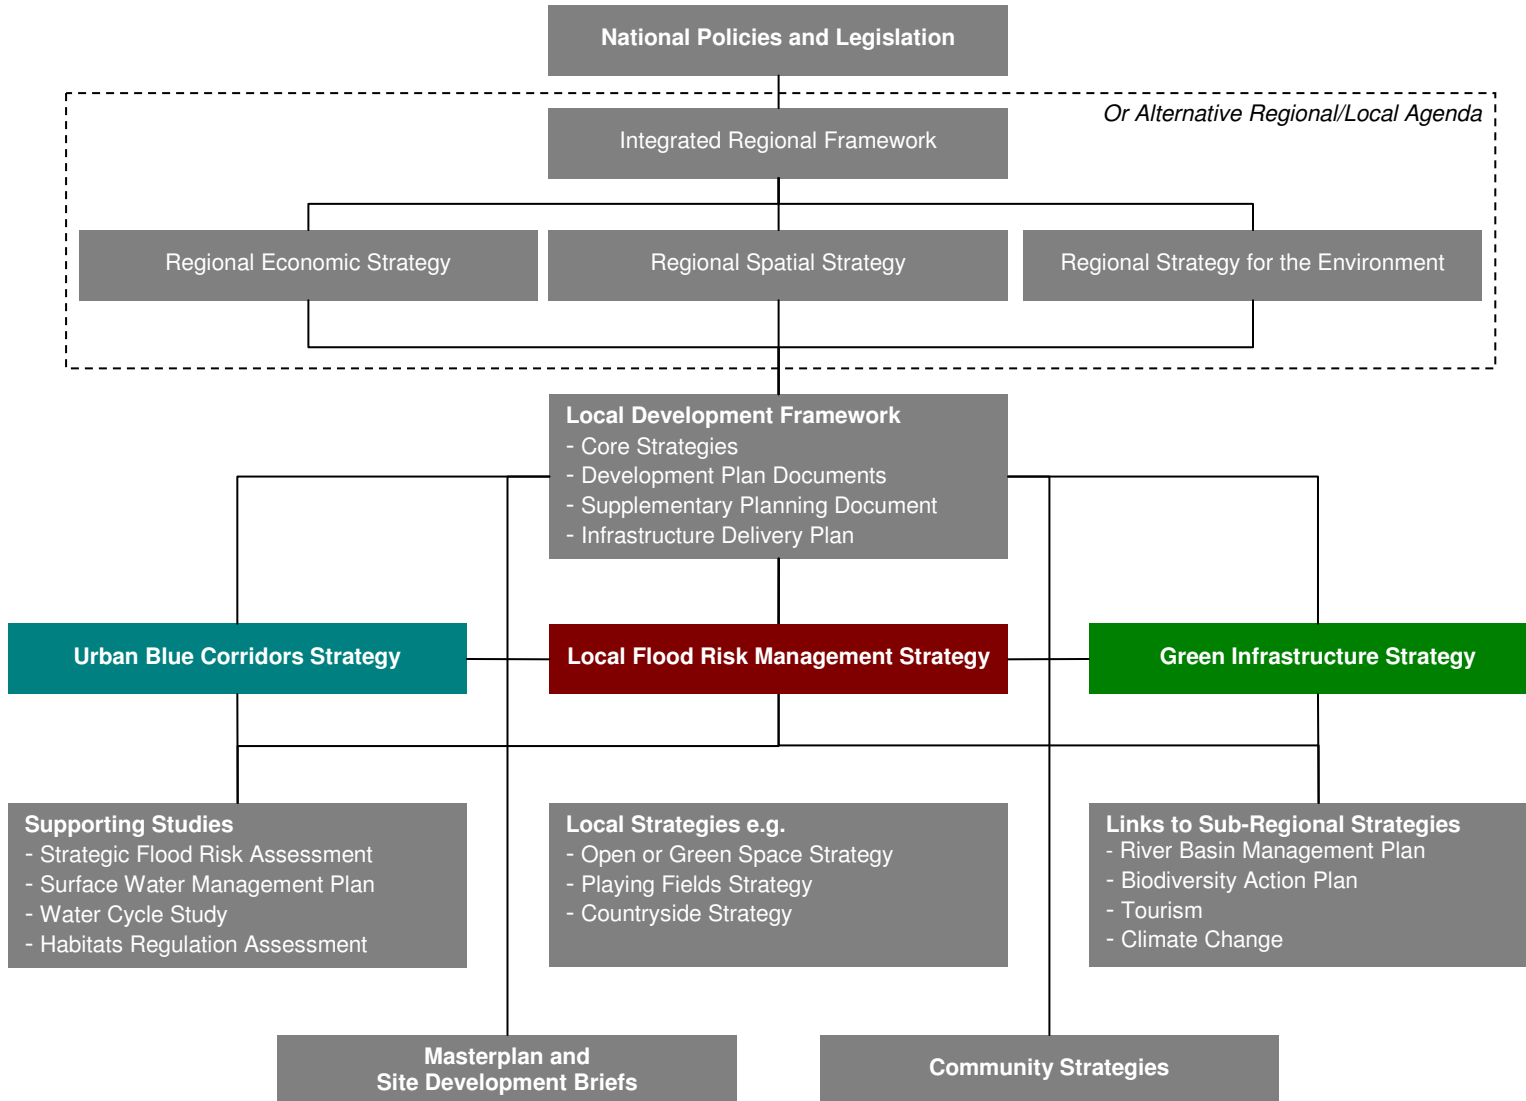 National Policies and Legislation
Or Alternative Regional/Local Agenda
Integrated Regional Framework
Regional Economic Strategy
Regional Spatial Strategy
Regional Strategy for the Environment
Local Development Framework
- Core Strategies
- Development Plan Documents
- Supplementary Planning Document
- Infrastructure Delivery Plan
Urban Blue Corridors Strategy
Local Flood Risk Management Strategy
Green Infrastructure Strategy
Supporting Studies
- Strategic Flood Risk Assessment
- Surface Water Management Plan
- Water Cycle Study
- Habitats Regulation Assessment
Local Strategies e.g.
- Open or Green Space Strategy
- Playing Fields Strategy
- Countryside Strategy
Links to Sub-Regional Strategies
- River Basin Management Plan
- Biodiversity Action Plan
- Tourism
- Climate Change
Masterplan and
Site Development Briefs
Community Strategies